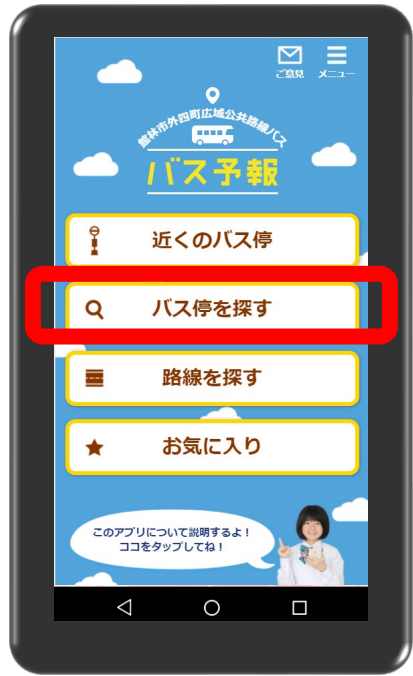 ご意見
メニュー
館林市外四町広域公共路線バス
バス予報
近くのバス停
バス停を探す
路線を探す
お気に入り
このアプリについて説明するよ！
ココをタップしてね！